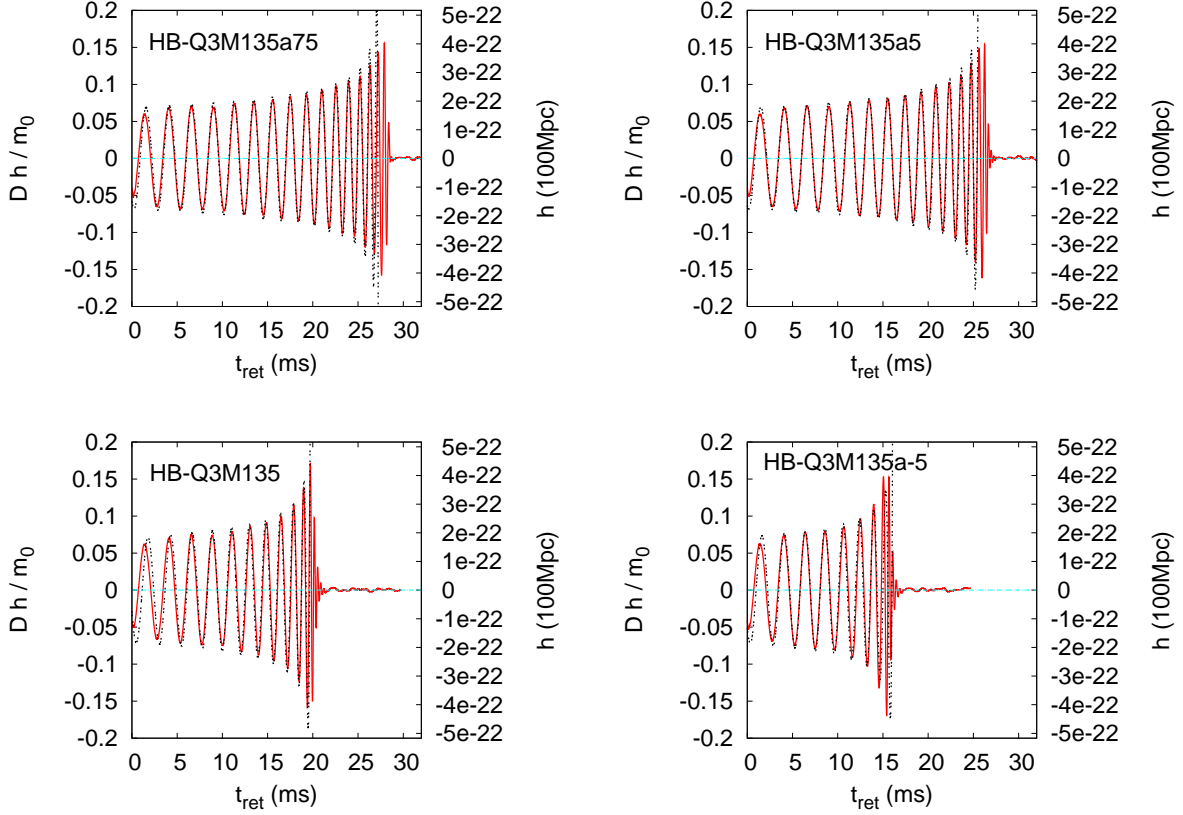 HB-Q3M135a75
D h / m0
0.2
0.15
0.1
0.05
0
-0.05
-0.1
-0.15
-0.2
5e-22
4e-22
3e-22
2e-22
1e-22
0
-1e-22
-2e-22
-3e-22
-4e-22
-5e-22
h (100Mpc)
0 5 10 15 20 25 30
tret (ms)
HB-Q3M135a5
D h / m0
0.2
0.15
0.1
0.05
0
-0.05
-0.1
-0.15
-0.2
5e-22
4e-22
3e-22
2e-22
1e-22
0
-1e-22
-2e-22
-3e-22
-4e-22
-5e-22
h (100Mpc)
0 5 10 15 20 25 30
tret (ms)
HB-Q3M135
D h / m0
0.2
0.15
0.1
0.05
0
-0.05
-0.1
-0.15
-0.2
5e-22
4e-22
3e-22
2e-22
1e-22
0
-1e-22
-2e-22
-3e-22
-4e-22
-5e-22
h (100Mpc)
0 5 10 15 20 25 30
tret (ms)
HB-Q3M135a-5
D h / m0
0.2
0.15
0.1
0.05
0
-0.05
-0.1
-0.15
-0.2
5e-22
4e-22
3e-22
2e-22
1e-22
0
-1e-22
-2e-22
-3e-22
-4e-22
-5e-22
h (100Mpc)
0 5 10 15 20 25 30
tret (ms)